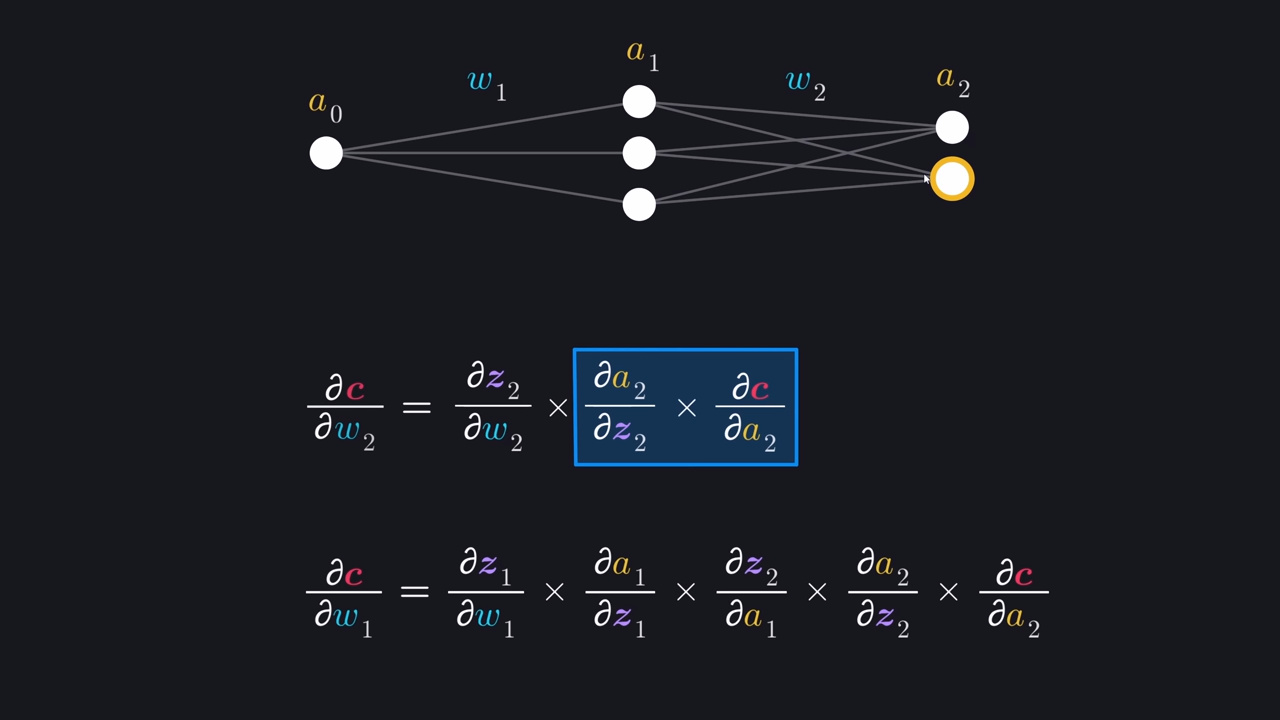 a₁
w₁ w₂ a₂
a₀
∂c/∂w₂ = ∂z₂/∂w₂ × ∂a₂/∂z₂ × ∂c/∂a₂
∂c/∂w₁ = ∂z₁/∂w₁ × ∂a₁/∂z₁ × ∂z₂/∂a₁ × ∂a₂/∂z₂ × ∂c/∂a₂